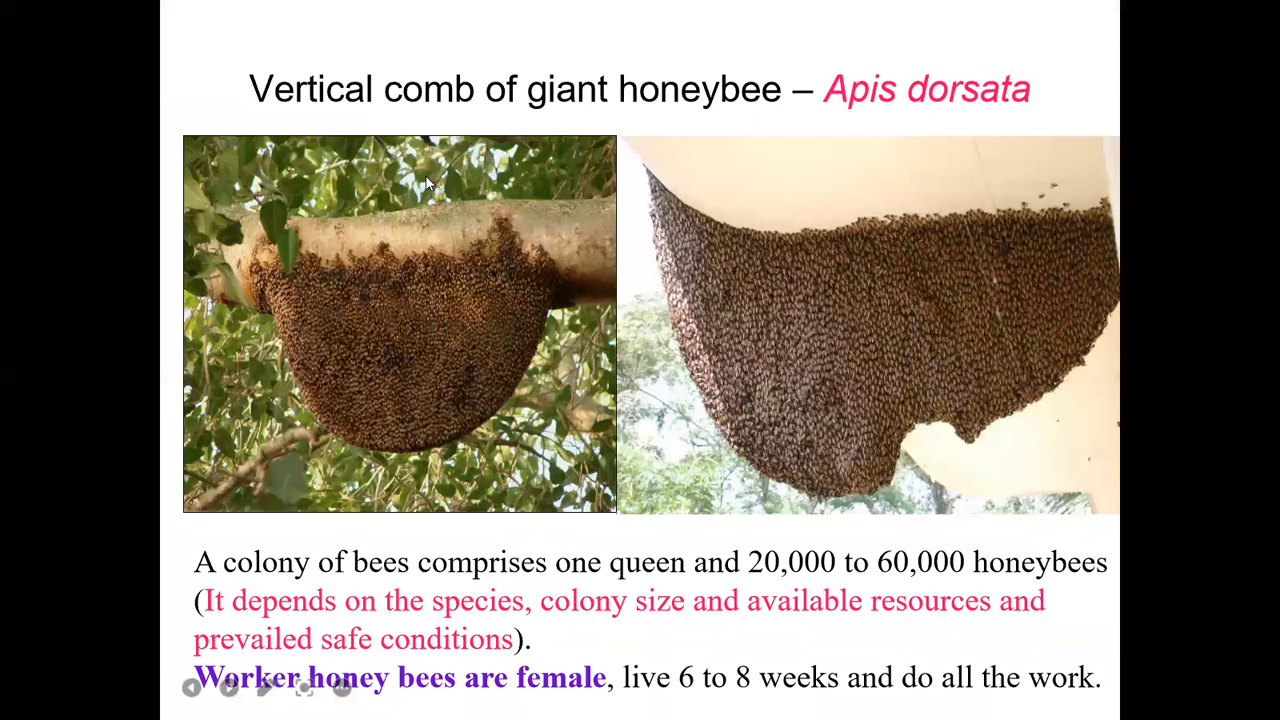 Vertical comb of giant honeybee – Apis dorsata
A colony of bees comprises one queen and 20,000 to 60,000 honeybees
(It depends on the species, colony size and available resources and
prevailed safe conditions).
Worker honey bees are female, live 6 to 8 weeks and do all the work.